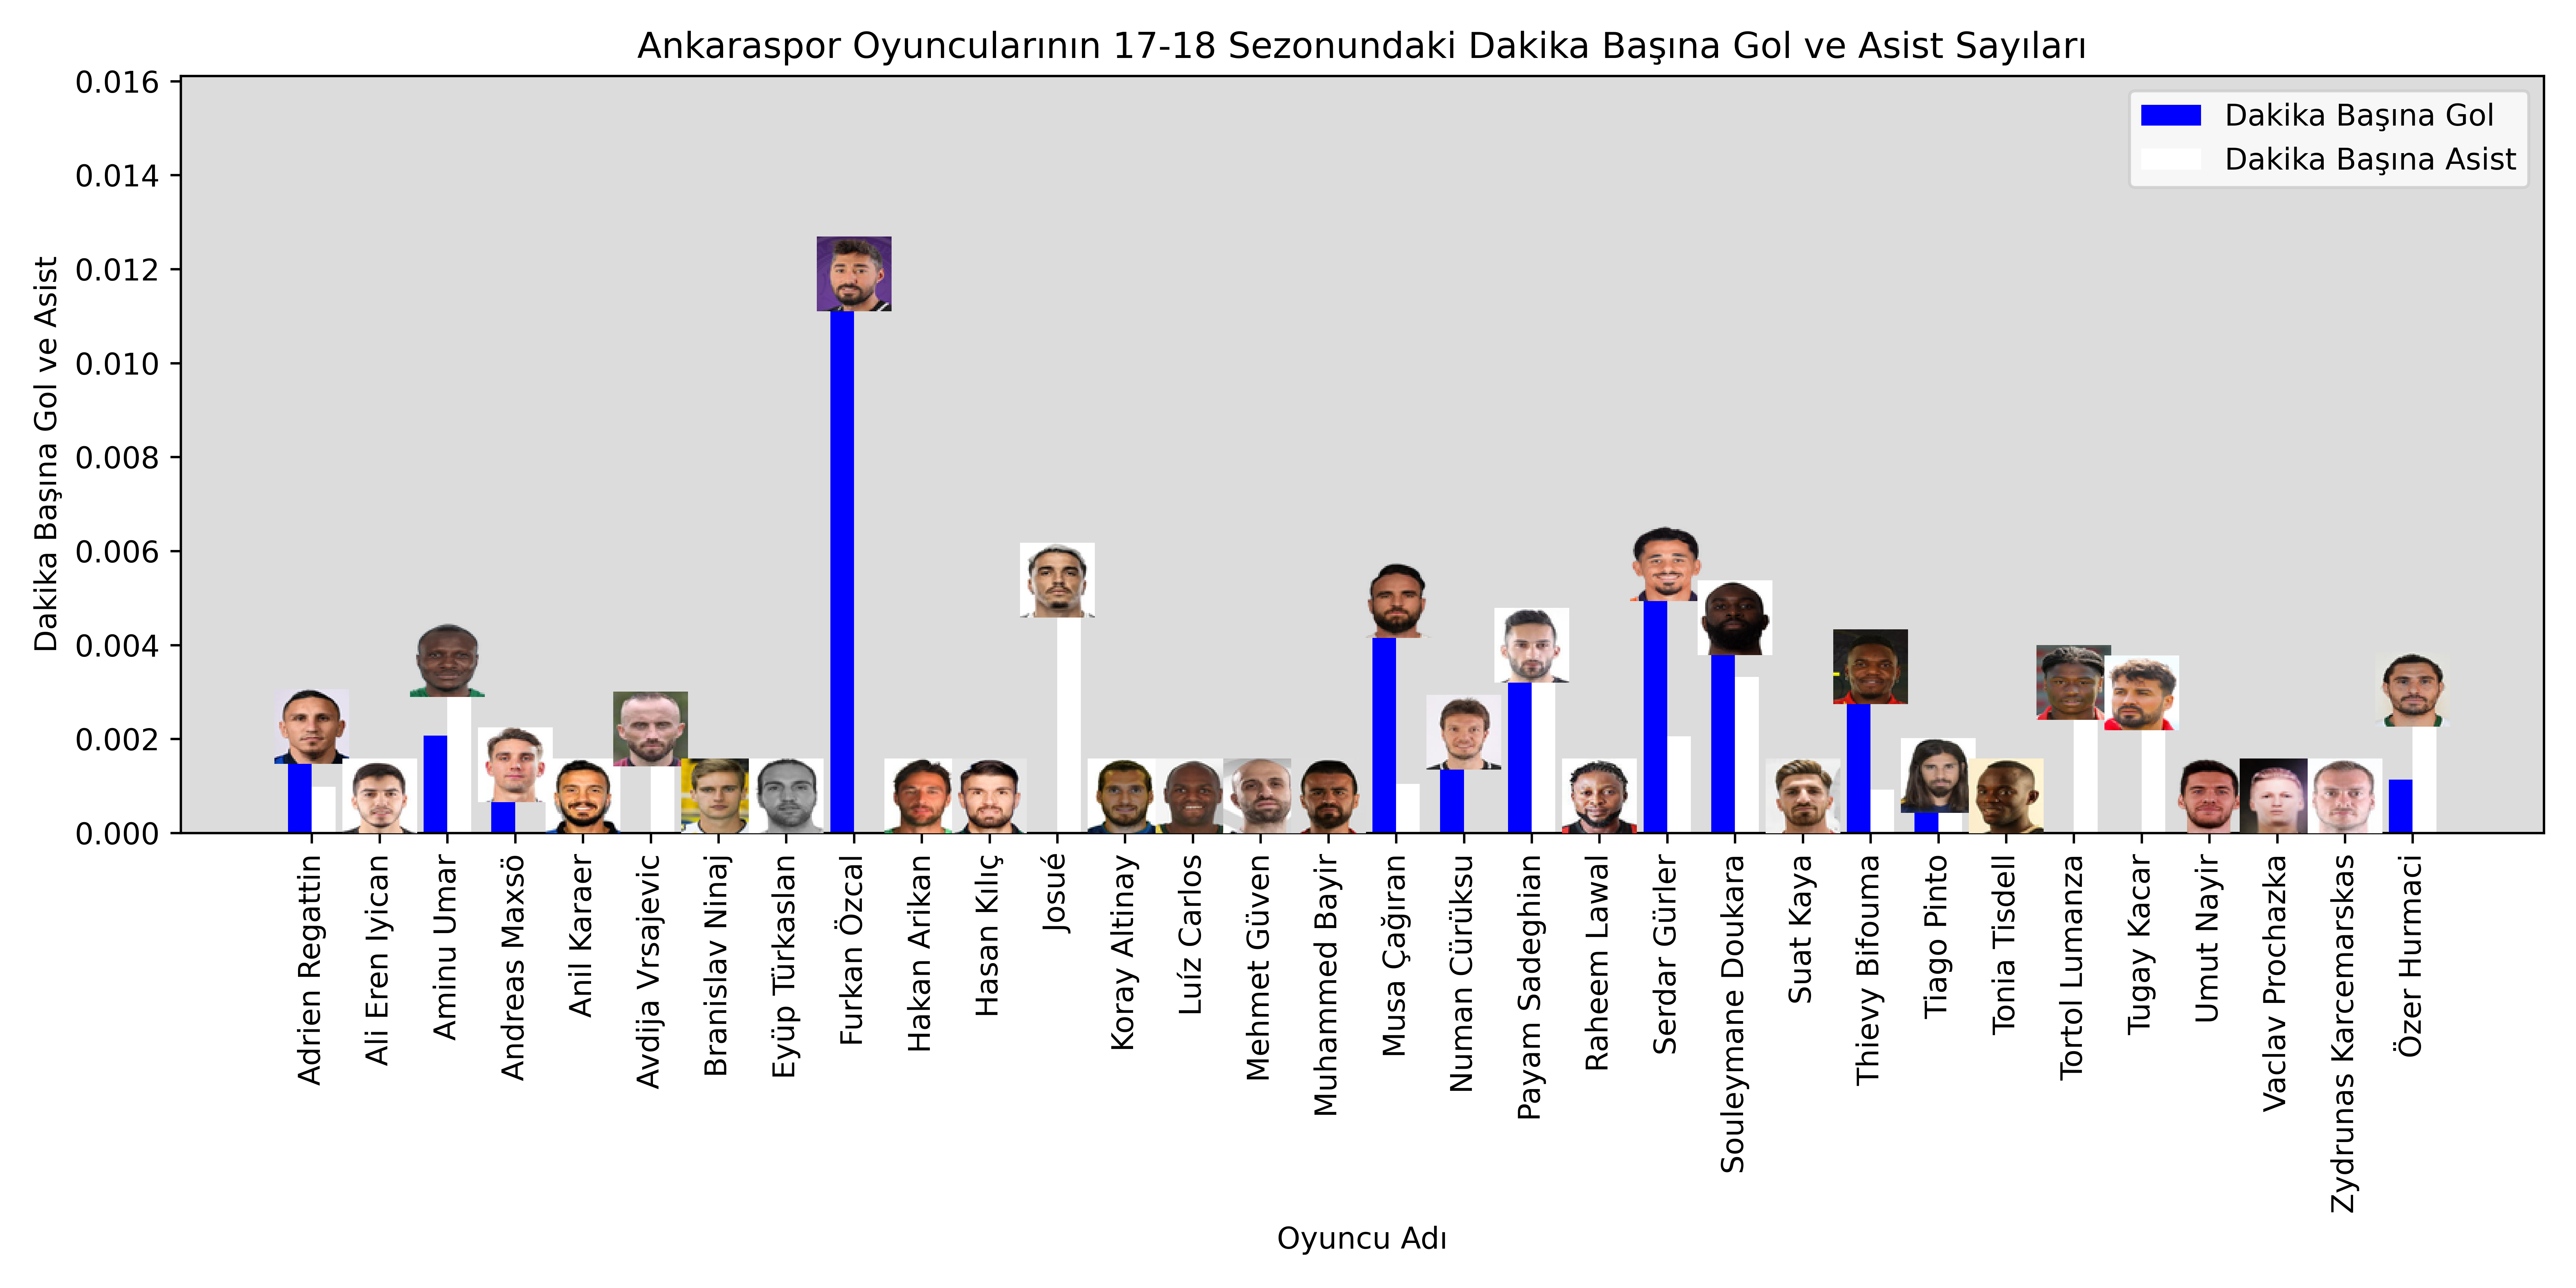 Ankaraspor Oyuncularının 17-18 Sezonundaki Dakika Başına Gol ve Asist Sayıları
Dakika Başına Gol
Dakika Başına Asist
Dakika Başına Gol ve Asist
0.016
0.014
0.012
0.010
0.008
0.006
0.004
0.002
0.000
Adrien Regattin
Ali Eren Iyican
Aminu Umar
Andreas Maxsö
Anil Karaer
Avdija Vrsajevic
Branislav Ninaj
Eyüp Türkaslan
Furkan Özcal
Hakan Arikan
Hasan Kılıç
Josué
Koray Altinay
Luíz Carlos
Mehmet Güven
Muhammed Bayir
Musa Çağıran
Numan Cürüksu
Payam Sadeghian
Raheem Lawal
Serdar Gürler
Souleymane Doukara
Suat Kaya
Thievy Bifouma
Tiago Pinto
Tonia Tisdell
Tortol Lumanza
Tugay Kacar
Umut Nayir
Vaclav Prochazka
Zydrunas Karcemarskas
Özer Hurmaci
Oyuncu Adı